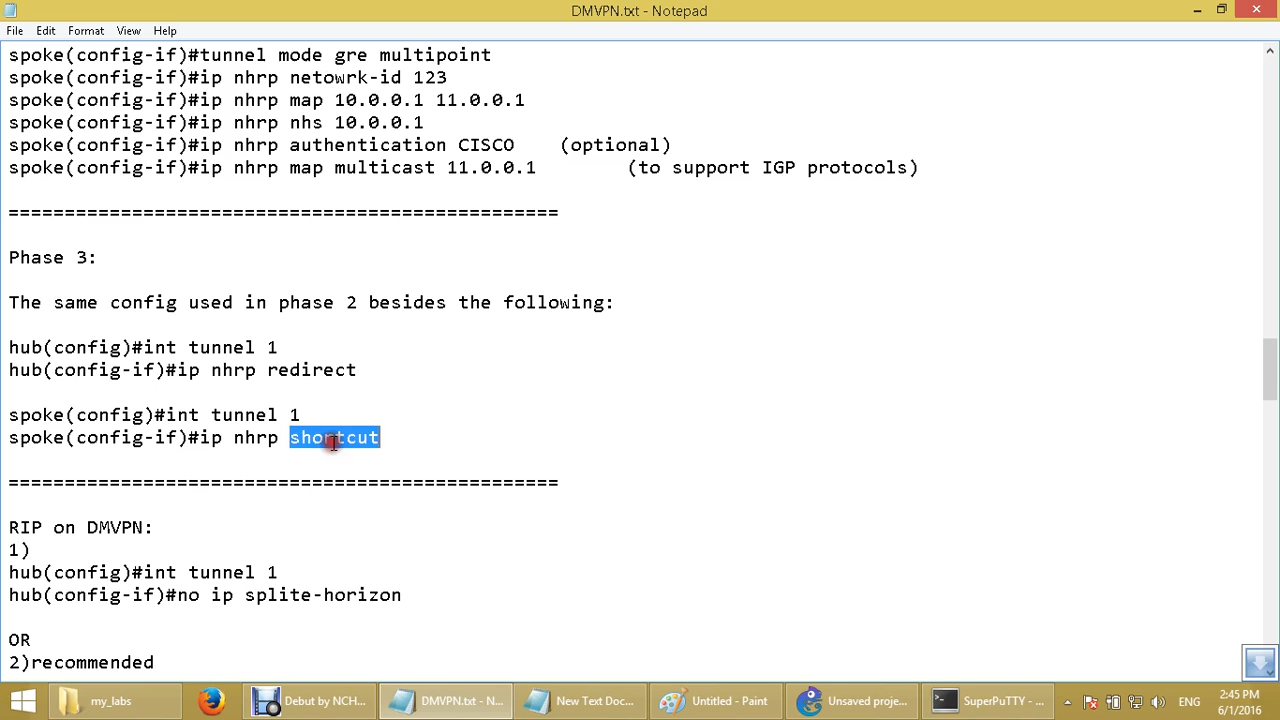 DMVPN.txt - Notepad
File Edit Format View Help
spoke(config-if)#tunnel mode gre multipoint
spoke(config-if)#ip nhrp netowrk-id 123
spoke(config-if)#ip nhrp map 10.0.0.1 11.0.0.1
spoke(config-if)#ip nhrp nhs 10.0.0.1
spoke(config-if)#ip nhrp authentication CISCO (optional)
spoke(config-if)#ip nhrp map multicast 11.0.0.1 (to support IGP protocols)
=================================================
Phase 3:
The same config used in phase 2 besides the following:
hub(config)#int tunnel 1
hub(config-if)#ip nhrp redirect
spoke(config)#int tunnel 1
spoke(config-if)#ip nhrp shortcut
=================================================
RIP on DMVPN:
1)
hub(config)#int tunnel 1
hub(config-if)#no ip splite-horizon
OR
2)recommended
my_labs
Debut by NCH...
DMVPN.txt - N...
New Text Doc...
Untitled - Paint
Unsaved proje...
SuperPuTTY - ...
ENG
2:45 PM
6/1/2016